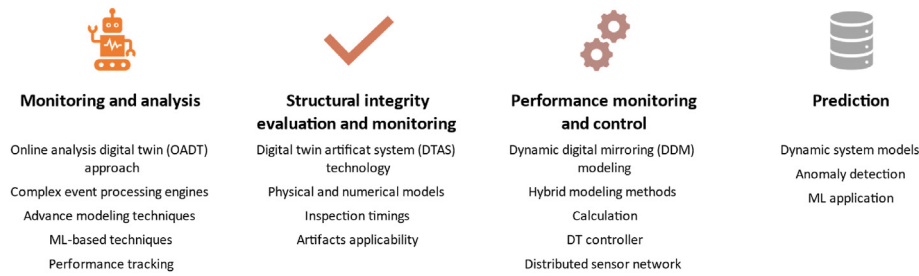 Monitoring and analysis
Online analysis digital twin (OADT)
approach
Complex event processing engines
Advance modeling techniques
ML-based techniques
Performance tracking
Structural integrity
evaluation and monitoring
Digital twin artificat system (DTAS)
technology
Physical and numerical models
Inspection timings
Artifacts applicability
Performance monitoring
and control
Dynamic digital mirroring (DDM)
modeling
Hybrid modeling methods
Calculation
DT controller
Distributed sensor network
Prediction
Dynamic system models
Anomaly detection
ML application